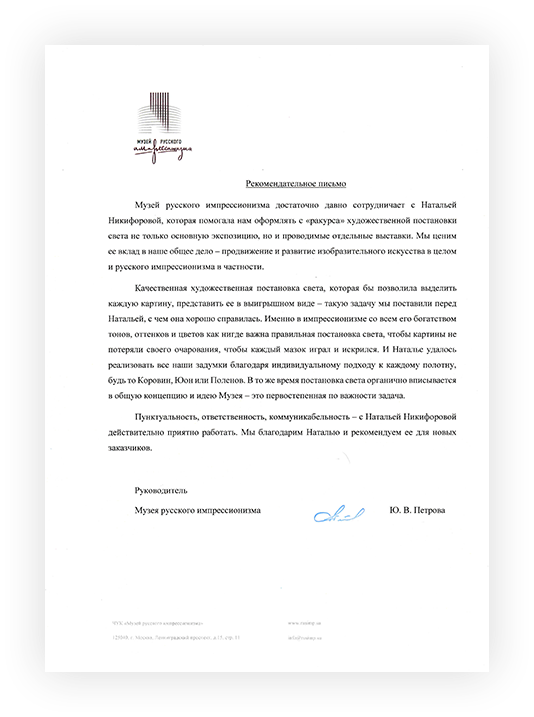 МУЗЕЙ РУССКОГО
импрессионизма
Рекомендательное письмо
Музей русского импрессионизма достаточно давно сотрудничает с Натальей
Никифоровой, которая помогала нам оформлять с «ракурса» художественной постановки
света не только основную экспозицию, но и проводимые отдельные выставки. Мы ценим
ее вклад в наше общее дело – продвижение и развитие изобразительного искусства в целом
и русского импрессионизма в частности.
Качественная художественная постановка света, которая бы позволила выделить
каждую картину, представить ее в выигрышном виде – такую задачу мы поставили перед
Натальей, с чем она хорошо справилась. Именно в импрессионизме со всем его богатством
тонов, оттенков и цветов как нигде важна правильная постановка света, чтобы картины не
потеряли своего очарования, чтобы каждый мазок играл и искрился. И Наталье удалось
реализовать все наши задумки благодаря индивидуальному подходу к каждому полотну,
будь то Коровин, Юон или Поленов. В то же время постановка света органично вписывается
в общую концепцию и идею Музея – это первостепенная по важности задача.
Пунктуальность, ответственность, коммуникабельность – с Натальей Никифоровой
действительно приятно работать. Мы благодарим Наталью и рекомендуем ее для новых
заказчиков.
Руководитель
Музея русского импрессионизма Ю. В. Петрова
ЧУК «Музей русского импрессионизма»
г. Москва, Ленинградский проспект,